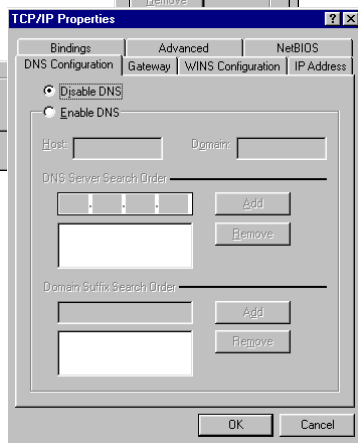 Remove
TCP/IP Properties
Bindings Advanced NetBIOS
DNS Configuration Gateway WINS Configuration IP Address
Disable DNS
Enable DNS
Host: Domain:
DNS Server Search Order
Add
Remove
Domain Suffix Search Order
Add
Remove
OK Cancel